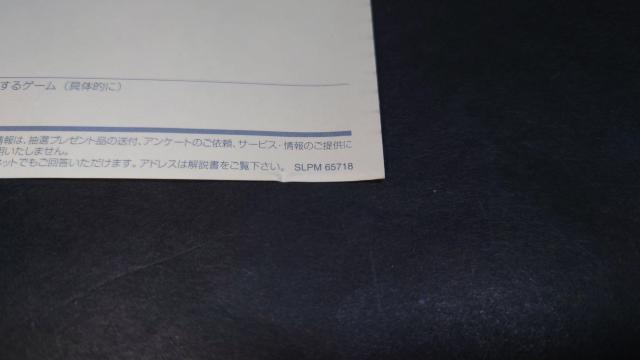 するゲーム（具体的に）
情報は、抽選プレゼント品の送付、アンケートのご依頼、サービス・情報のご提供に
用いたしません。
ネットでもご回答いただけます。アドレスは解説書をご覧下さい。 SLPM 65718